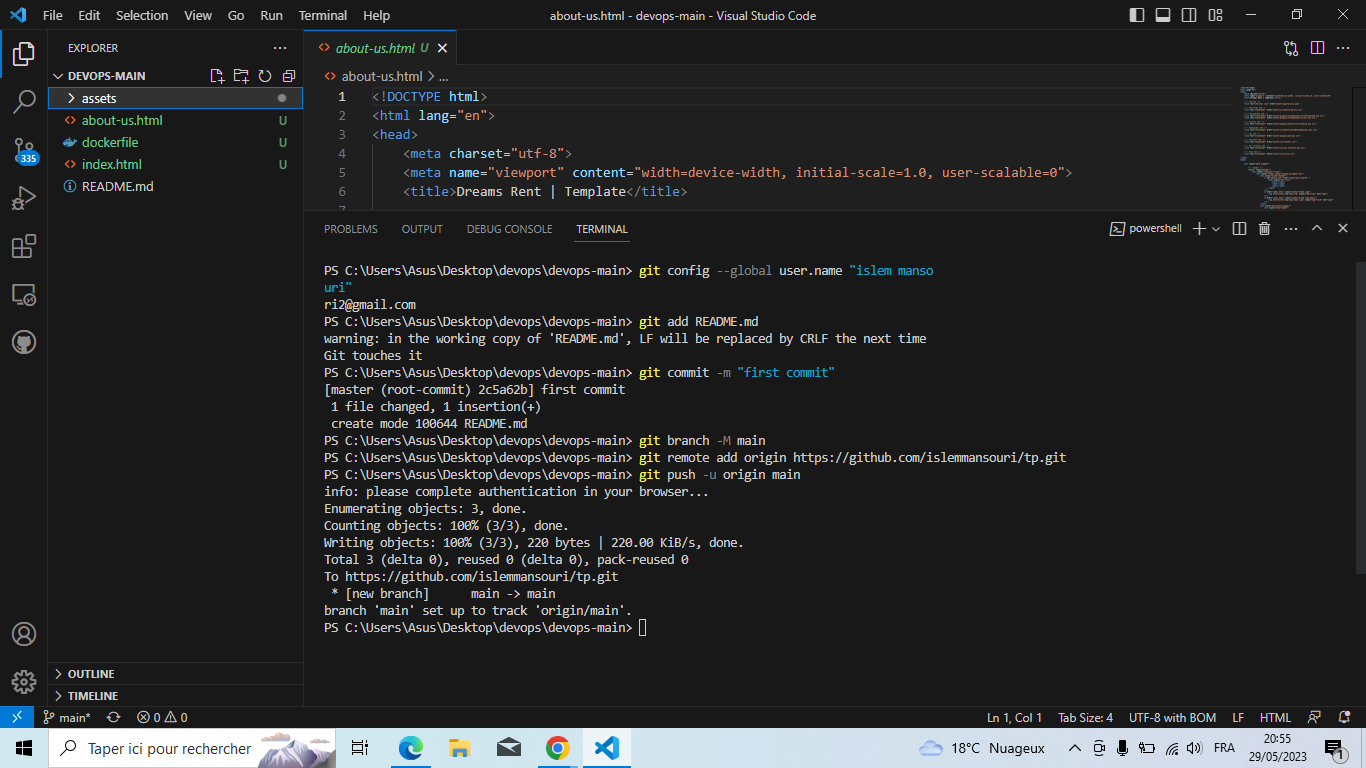 File Edit Selection View Go Run Terminal Help
about-us.html - devops-main - Visual Studio Code
EXPLORER
DEVOPS-MAIN
assets
about-us.html U
dockerfile U
index.html U
README.md
335
OUTLINE
TIMELINE
about-us.html U
about-us.html > ...
1 <!DOCTYPE html>
2 <html lang="en">
3 <head>
4 <meta charset="utf-8">
5 <meta name="viewport" content="width=device-width, initial-scale=1.0, user-scalable=0">
6 <title>Dreams Rent | Template</title>
PROBLEMS OUTPUT DEBUG CONSOLE TERMINAL
powershell
PS C:\Users\Asus\Desktop\devops\devops-main> git config --global user.name "islem manso
uri"
ri2@gmail.com
PS C:\Users\Asus\Desktop\devops\devops-main> git add README.md
warning: in the working copy of 'README.md', LF will be replaced by CRLF the next time
Git touches it
PS C:\Users\Asus\Desktop\devops\devops-main> git commit -m "first commit"
[master (root-commit) 2c5a62b] first commit
1 file changed, 1 insertion(+)
create mode 100644 README.md
PS C:\Users\Asus\Desktop\devops\devops-main> git branch -M main
PS C:\Users\Asus\Desktop\devops\devops-main> git remote add origin https://github.com/islemmansouri/tp.git
PS C:\Users\Asus\Desktop\devops\devops-main> git push -u origin main
info: please complete authentication in your browser...
Enumerating objects: 3, done.
Counting objects: 100% (3/3), done.
Writing objects: 100% (3/3), 220 bytes | 220.00 KiB/s, done.
Total 3 (delta 0), reused 0 (delta 0), pack-reused 0
To https://github.com/islemmansouri/tp.git
* [new branch] main -> main
branch 'main' set up to track 'origin/main'.
PS C:\Users\Asus\Desktop\devops\devops-main>
main* 0 0
Ln 1, Col 1 Tab Size: 4 UTF-8 with BOM LF HTML
Taper ici pour rechercher
18°C Nuageux
FRA
20:55
29/05/2023
1